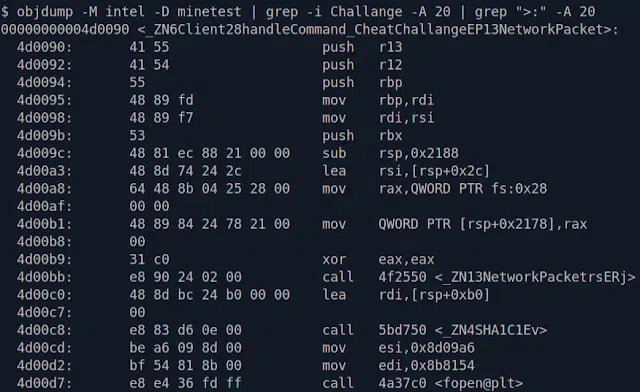 $ objdump -M intel -D minetest | grep -i Challange -A 20 | grep ">:" -A 20
00000000004d0090 <_ZN6Client28handleCommand_CheatChallangeEP13NetworkPacket>:
4d0090: 41 55 push r13
4d0092: 41 54 push r12
4d0094: 55 push rbp
4d0095: 48 89 fd mov rbp,rdi
4d0098: 48 89 f7 mov rdi,rsi
4d009b: 53 push rbx
4d009c: 48 81 ec 88 21 00 00 sub rsp,0x2188
4d00a3: 48 8d 74 24 2c lea rsi,[rsp+0x2c]
4d00a8: 64 48 8b 04 25 28 00 mov rax,QWORD PTR fs:0x28
4d00af: 00 00
4d00b1: 48 89 84 24 78 21 00 mov QWORD PTR [rsp+0x2178],rax
4d00b8: 00
4d00b9: 31 c0 xor eax,eax
4d00bb: e8 90 24 02 00 call 4f2550 <_ZN13NetworkPacketrsERj>
4d00c0: 48 8d bc 24 b0 00 00 lea rdi,[rsp+0xb0]
4d00c7: 00
4d00c8: e8 83 d6 0e 00 call 5bd750 <_ZN4SHA1C1Ev>
4d00cd: be a6 09 8d 00 mov esi,0x8d09a6
4d00d2: bf 54 81 8b 00 mov edi,0x8b8154
4d00d7: e8 e4 36 fd ff call 4a37c0 <fopen@plt>